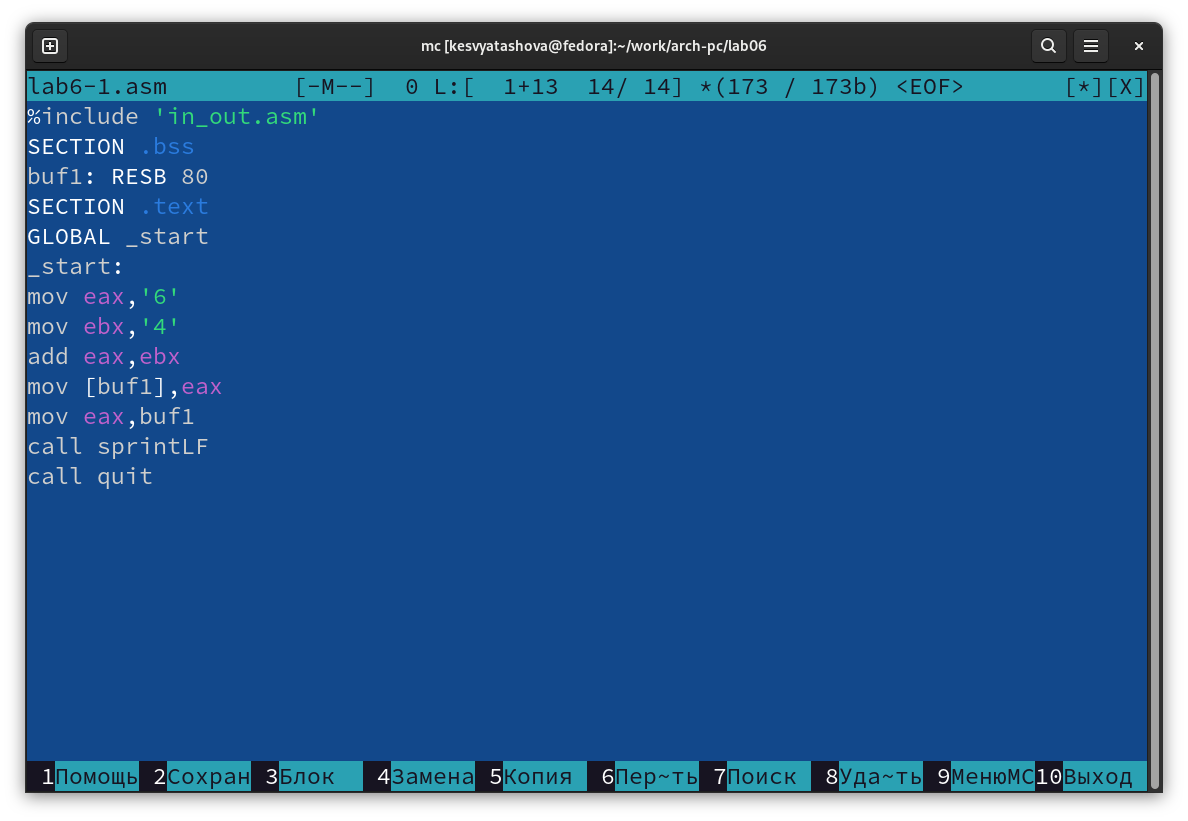 mc [kesvyatashova@fedora]:~/work/arch-pc/lab06
lab6-1.asm [-M--] 0 L:[ 1+13 14/ 14] *(173 / 173b) <EOF> [*][X]
%include 'in_out.asm'
SECTION .bss
buf1: RESB 80
SECTION .text
GLOBAL _start
_start:
mov eax,'6'
mov ebx,'4'
add eax,ebx
mov [buf1],eax
mov eax,buf1
call sprintLF
call quit
1Помощь 2Сохран 3Блок 4Замена 5Копия 6Пер~ть 7Поиск 8Уда~ть 9МенюMC 10Выход